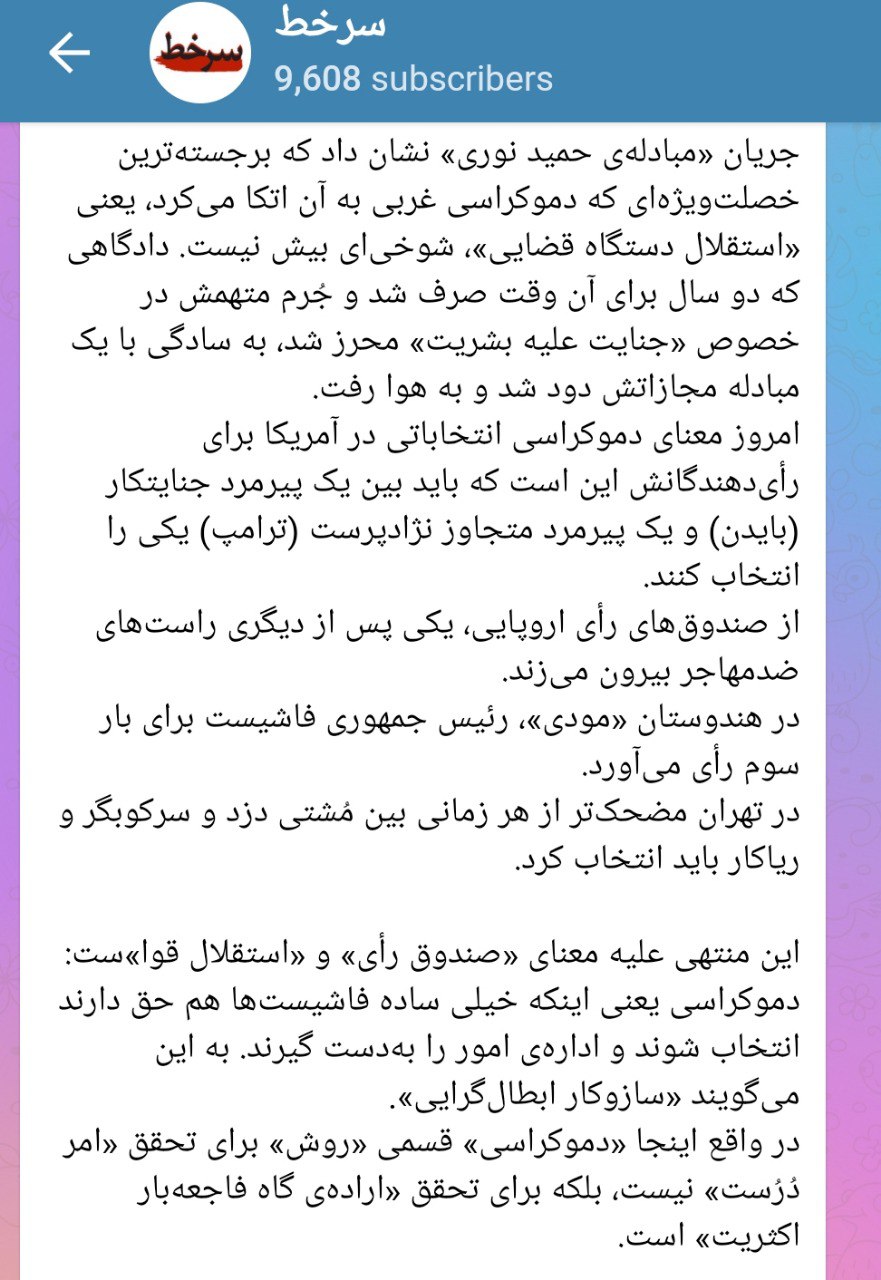 سرخط
سرخط
9,608 subscribers
جریان «مبادله‌ی حمید نوری» نشان داد که برجسته‌ترین
خصلت‌ویژه‌ای که دموکراسی غربی به آن اتکا می‌کرد، یعنی
«استقلال دستگاه قضایی»، شوخی‌ای بیش نیست. دادگاهی
که دو سال برای آن وقت صرف شد و جُرم متهمش در
خصوص «جنایت علیه بشریت» محرز شد، به سادگی با یک
مبادله مجازاتش دود شد و به هوا رفت.
امروز معنای دموکراسی انتخاباتی در آمریکا برای
رأی‌دهندگانش این است که باید بین یک پیرمرد جنایتکار
(بایدن) و یک پیرمرد متجاوز نژادپرست (ترامپ) یکی را
انتخاب کنند.
از صندوق‌های رأی اروپایی، یکی پس از دیگری راست‌های
ضدمهاجر بیرون می‌زند.
در هندوستان «مودی»، رئیس جمهوری فاشیست برای بار
سوم رأی می‌آورد.
در تهران مضحک‌تر از هر زمانی بین مُشتی دزد و سرکوبگر و
ریاکار باید انتخاب کرد.
این منتهی علیه معنای «صندوق رأی» و «استقلال قوا»ست:
دموکراسی یعنی اینکه خیلی ساده فاشیست‌ها هم حق دارند
انتخاب شوند و اداره‌ی امور را به‌دست گیرند. به این
می‌گویند «سازوکار ابطال‌گرایی».
در واقع اینجا «دموکراسی» قسمی «روش» برای تحقق «امر
دُرُست» نیست، بلکه برای تحقق «اراده‌ی گاه فاجعه‌بار
اکثریت» است.